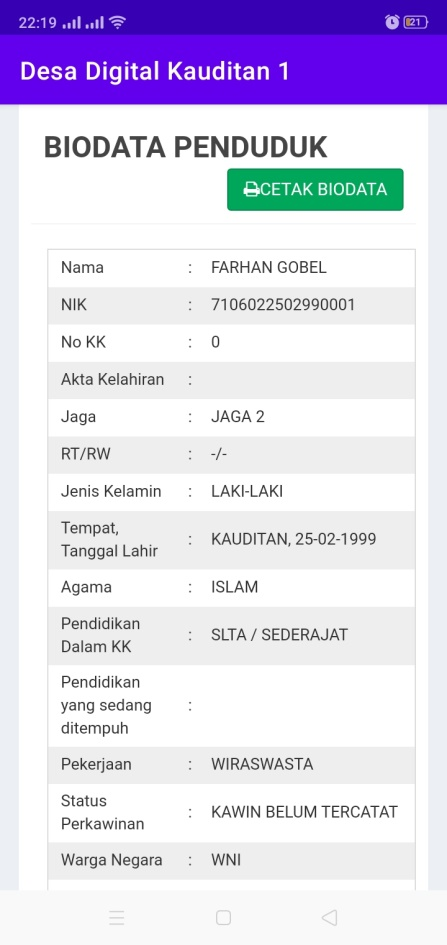 22:19
21
Desa Digital Kauditan 1
BIODATA PENDUDUK
CETAK BIODATA
Nama : FARHAN GOBEL
NIK : 7106022502990001
No KK : 0
Akta Kelahiran :
Jaga : JAGA 2
RT/RW : -/-
Jenis Kelamin : LAKI-LAKI
Tempat,
Tanggal Lahir : KAUDITAN, 25-02-1999
Agama : ISLAM
Pendidikan
Dalam KK : SLTA / SEDERAJAT
Pendidikan
yang sedang :
ditempuh
Pekerjaan : WIRASWASTA
Status
Perkawinan : KAWIN BELUM TERCATAT
Warga Negara : WNI